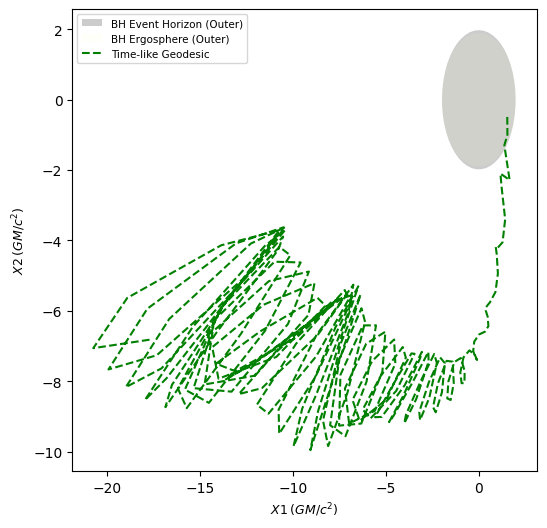 BH Event Horizon (Outer)
BH Ergosphere (Outer)
Time-like Geodesic
2
0
−2
−4
−6
−8
−10
X2 (GM/c²)
−20
−15
−10
−5
0
X1 (GM/c²)